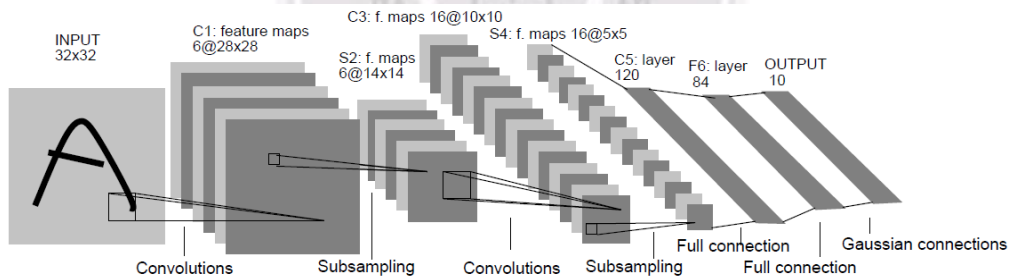 INPUT
32x32
C1: feature maps
6@28x28
S2: f. maps
6@14x14
C3: f. maps 16@10x10
S4: f. maps 16@5x5
C5: layer
120
F6: layer
84
OUTPUT
10
Convolutions
Subsampling
Convolutions
Subsampling
Full connection
Full connection
Gaussian connections
A